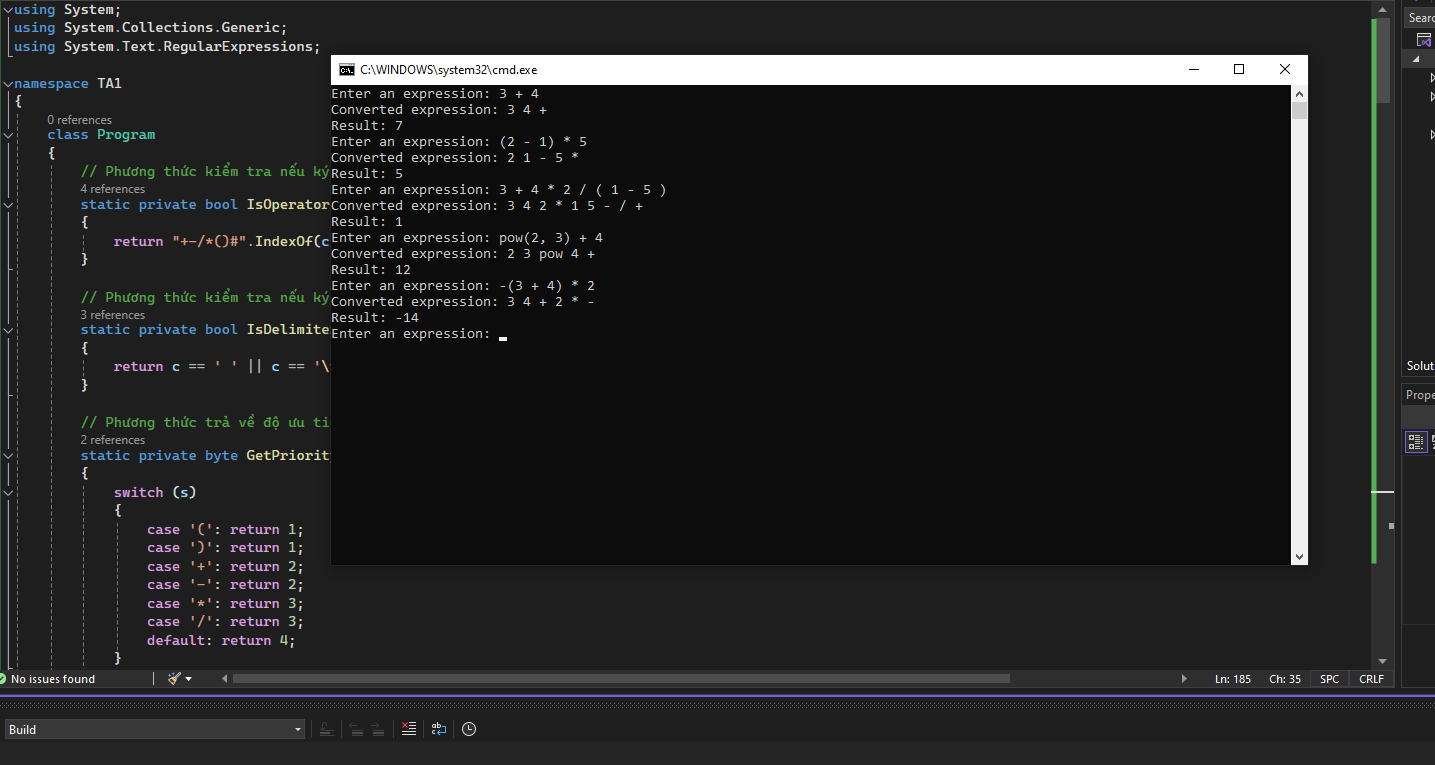 using System;
using System.Collections.Generic;
using System.Text.RegularExpressions;
namespace TA1
{
0 references
class Program
{
// Phương thức kiểm tra nếu ký
4 references
static private bool IsOperator
{
return "+-/*()#".IndexOf(c
}
// Phương thức kiểm tra nếu ký
3 references
static private bool IsDelimite
{
return c == ' ' || c == '\
}
// Phương thức trả về độ ưu ti
2 references
static private byte GetPriorit
{
switch (s)
{
case '(': return 1;
case ')': return 1;
case '+': return 2;
case '-': return 2;
case '*': return 3;
case '/': return 3;
default: return 4;
}
C:\WINDOWS\system32\cmd.exe
Enter an expression: 3 + 4
Converted expression: 3 4 +
Result: 7
Enter an expression: (2 - 1) * 5
Converted expression: 2 1 - 5 *
Result: 5
Enter an expression: 3 + 4 * 2 / ( 1 - 5 )
Converted expression: 3 4 2 * 1 5 - / +
Result: 1
Enter an expression: pow(2, 3) + 4
Converted expression: 2 3 pow 4 +
Result: 12
Enter an expression: -(3 + 4) * 2
Converted expression: 3 4 + 2 * -
Result: -14
Enter an expression:
Searc
Solut
Prope
No issues found
Ln: 185 Ch: 35 SPC CRLF
Build